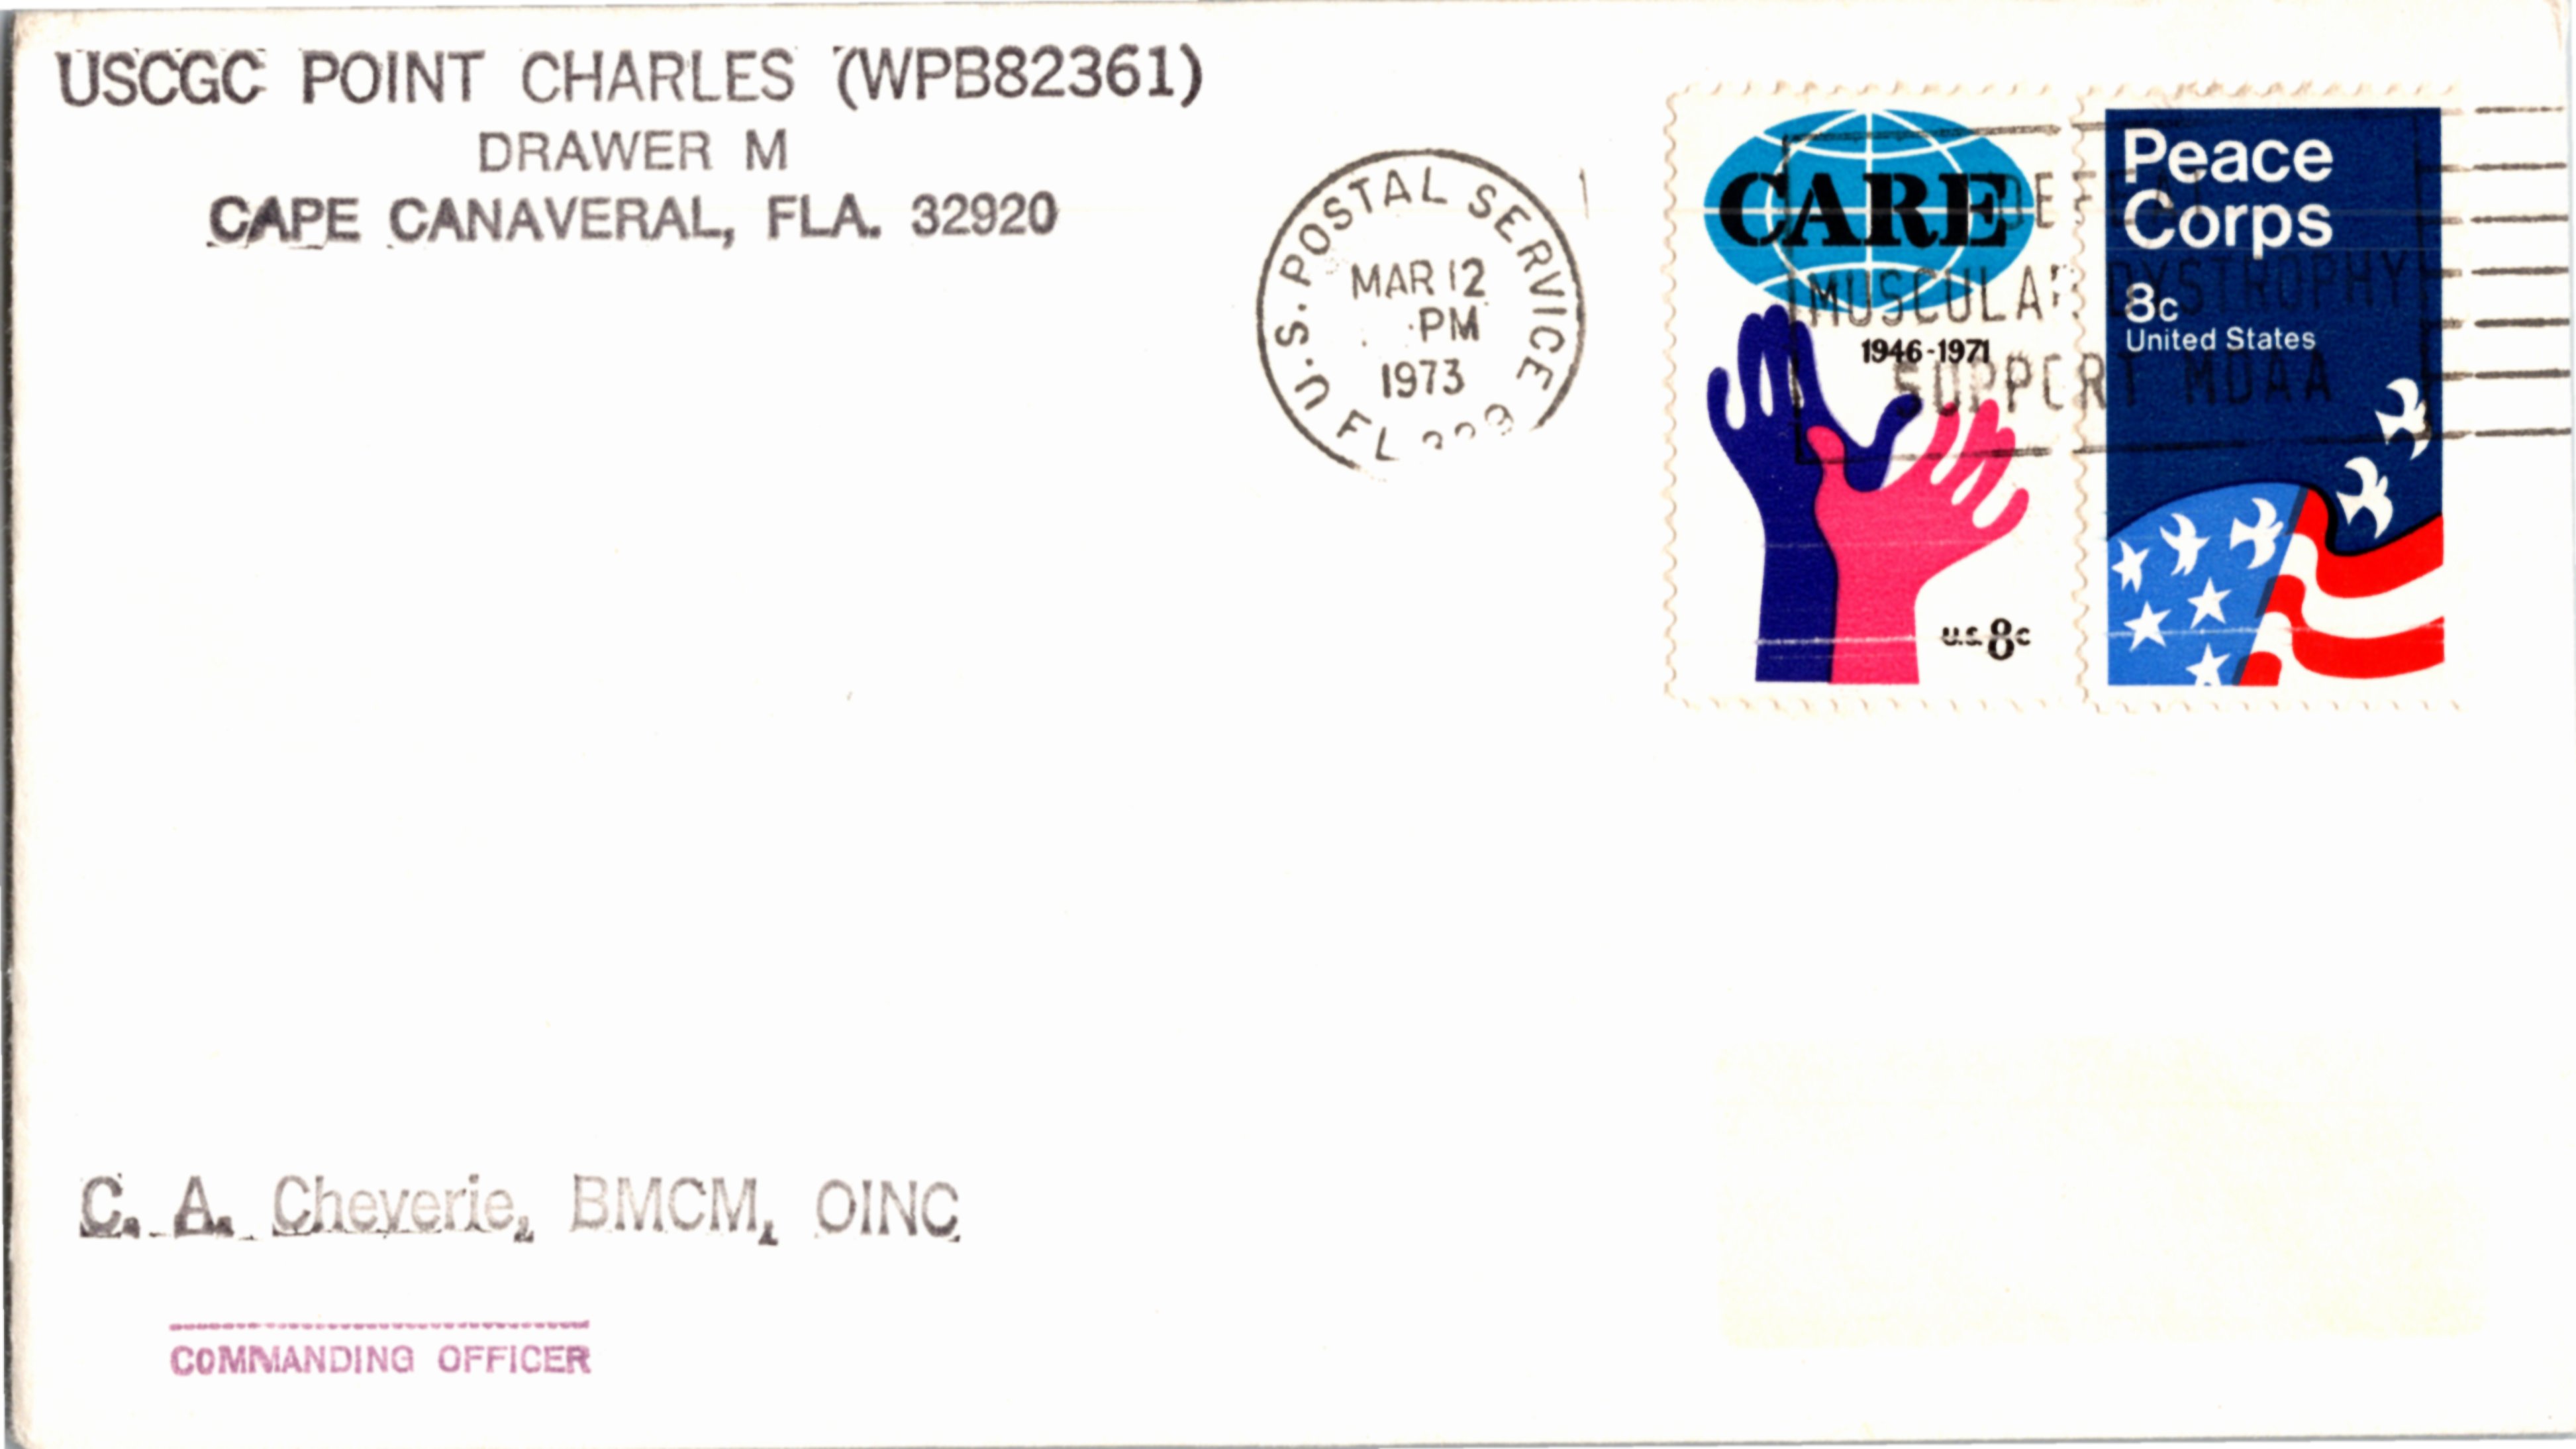 USCGC POINT CHARLES (WPB82361)
DRAWER M
CAPE CANAVERAL, FLA. 32920
U.S. POSTAL SERVICE
MAR 12
PM
1973
FL
CARE
1946-1971
U.S. 8c
Peace
Corps
8c
United States
DEFEAT
MUSCULAR DYSTROPHY
SUPPORT MDAA
C. A. Cheverie, BMCM, OINC
COMMANDING OFFICER